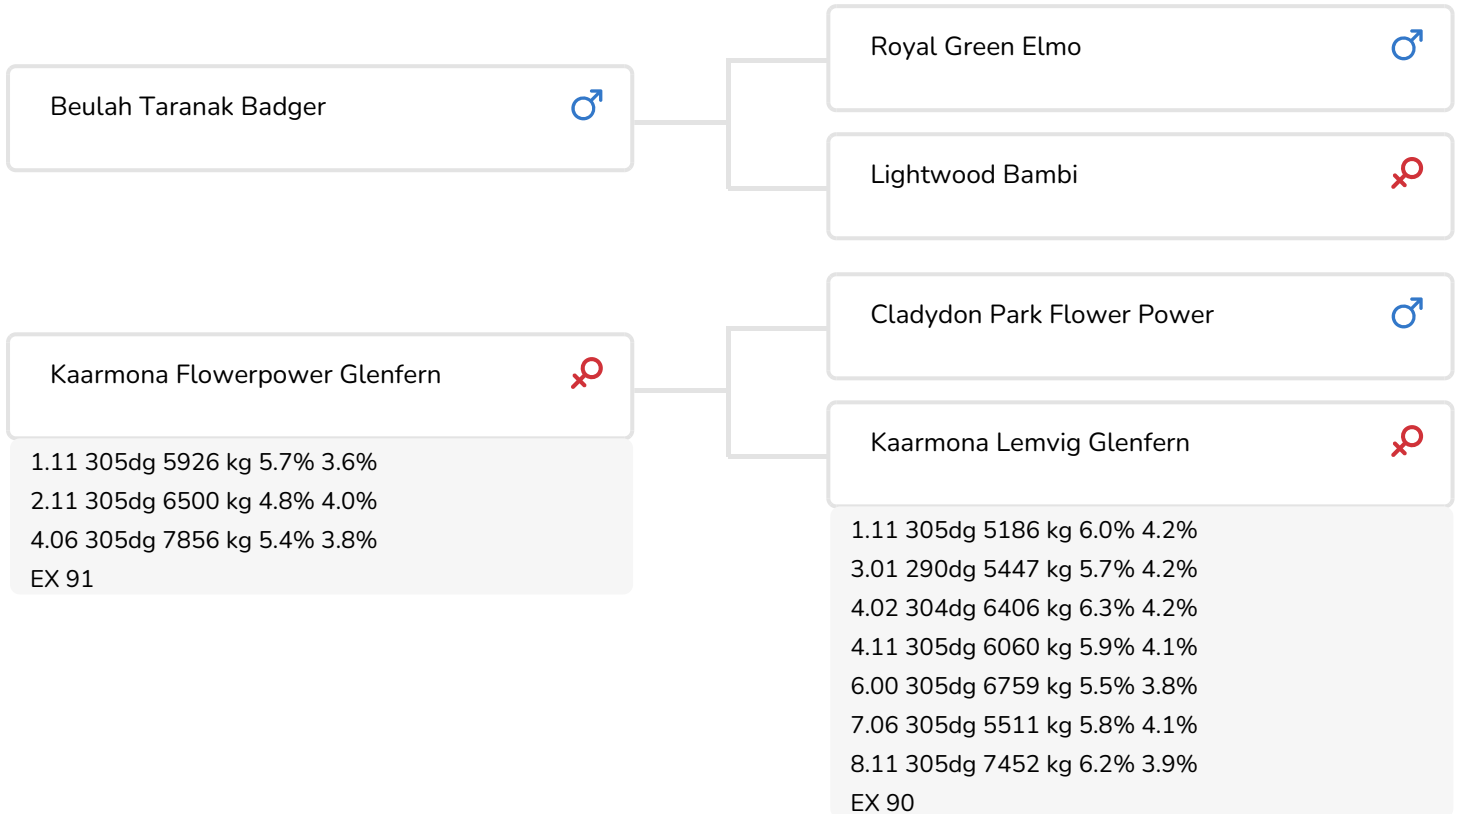 Beulah Taranak Badger
Royal Green Elmo
Lightwood Bambi
Kaarmona Flowerpower Glenfern
1.11 305dg 5926 kg 5.7% 3.6%
2.11 305dg 6500 kg 4.8% 4.0%
4.06 305dg 7856 kg 5.4% 3.8%
EX 91
Cladydon Park Flower Power
Kaarmona Lemvig Glenfern
1.11 305dg 5186 kg 6.0% 4.2%
3.01 290dg 5447 kg 5.7% 4.2%
4.02 304dg 6406 kg 6.3% 4.2%
4.11 305dg 6060 kg 5.9% 4.1%
6.00 305dg 6759 kg 5.5% 3.8%
7.06 305dg 5511 kg 5.8% 4.1%
8.11 305dg 7452 kg 6.2% 3.9%
EX 90